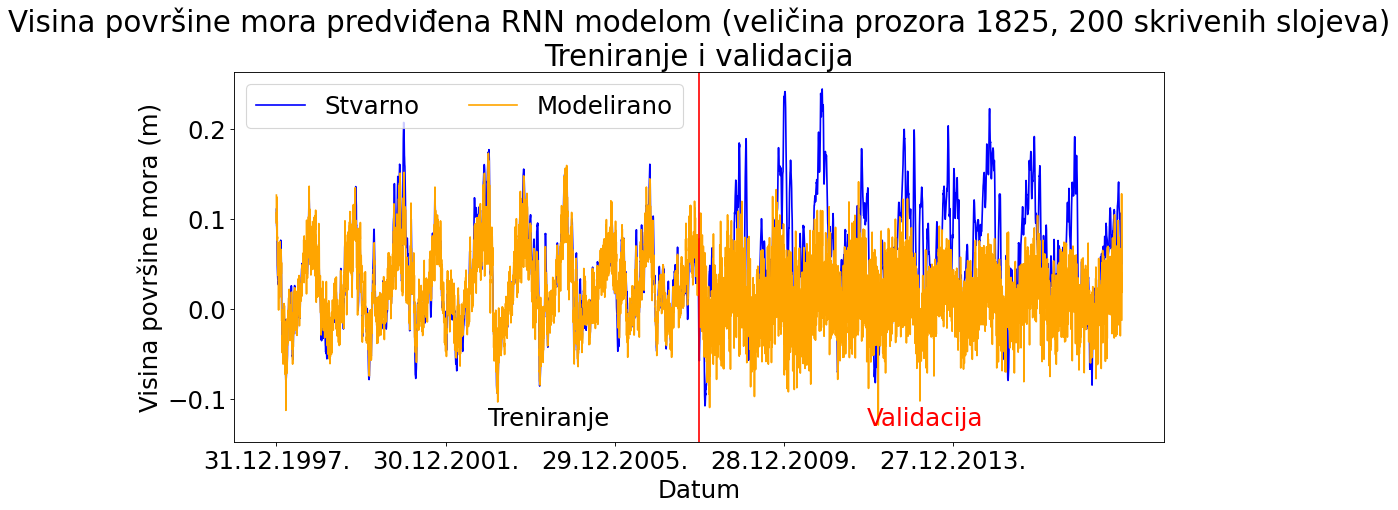 Visina površine mora predviđena RNN modelom (veličina prozora 1825, 200 skrivenih slojeva)
Treniranje i validacija
Stvarno
Modelirano
Visina površine mora (m)
0.2
0.1
0.0
−0.1
Treniranje
Validacija
31.12.1997.
30.12.2001.
29.12.2005.
28.12.2009.
27.12.2013.
Datum